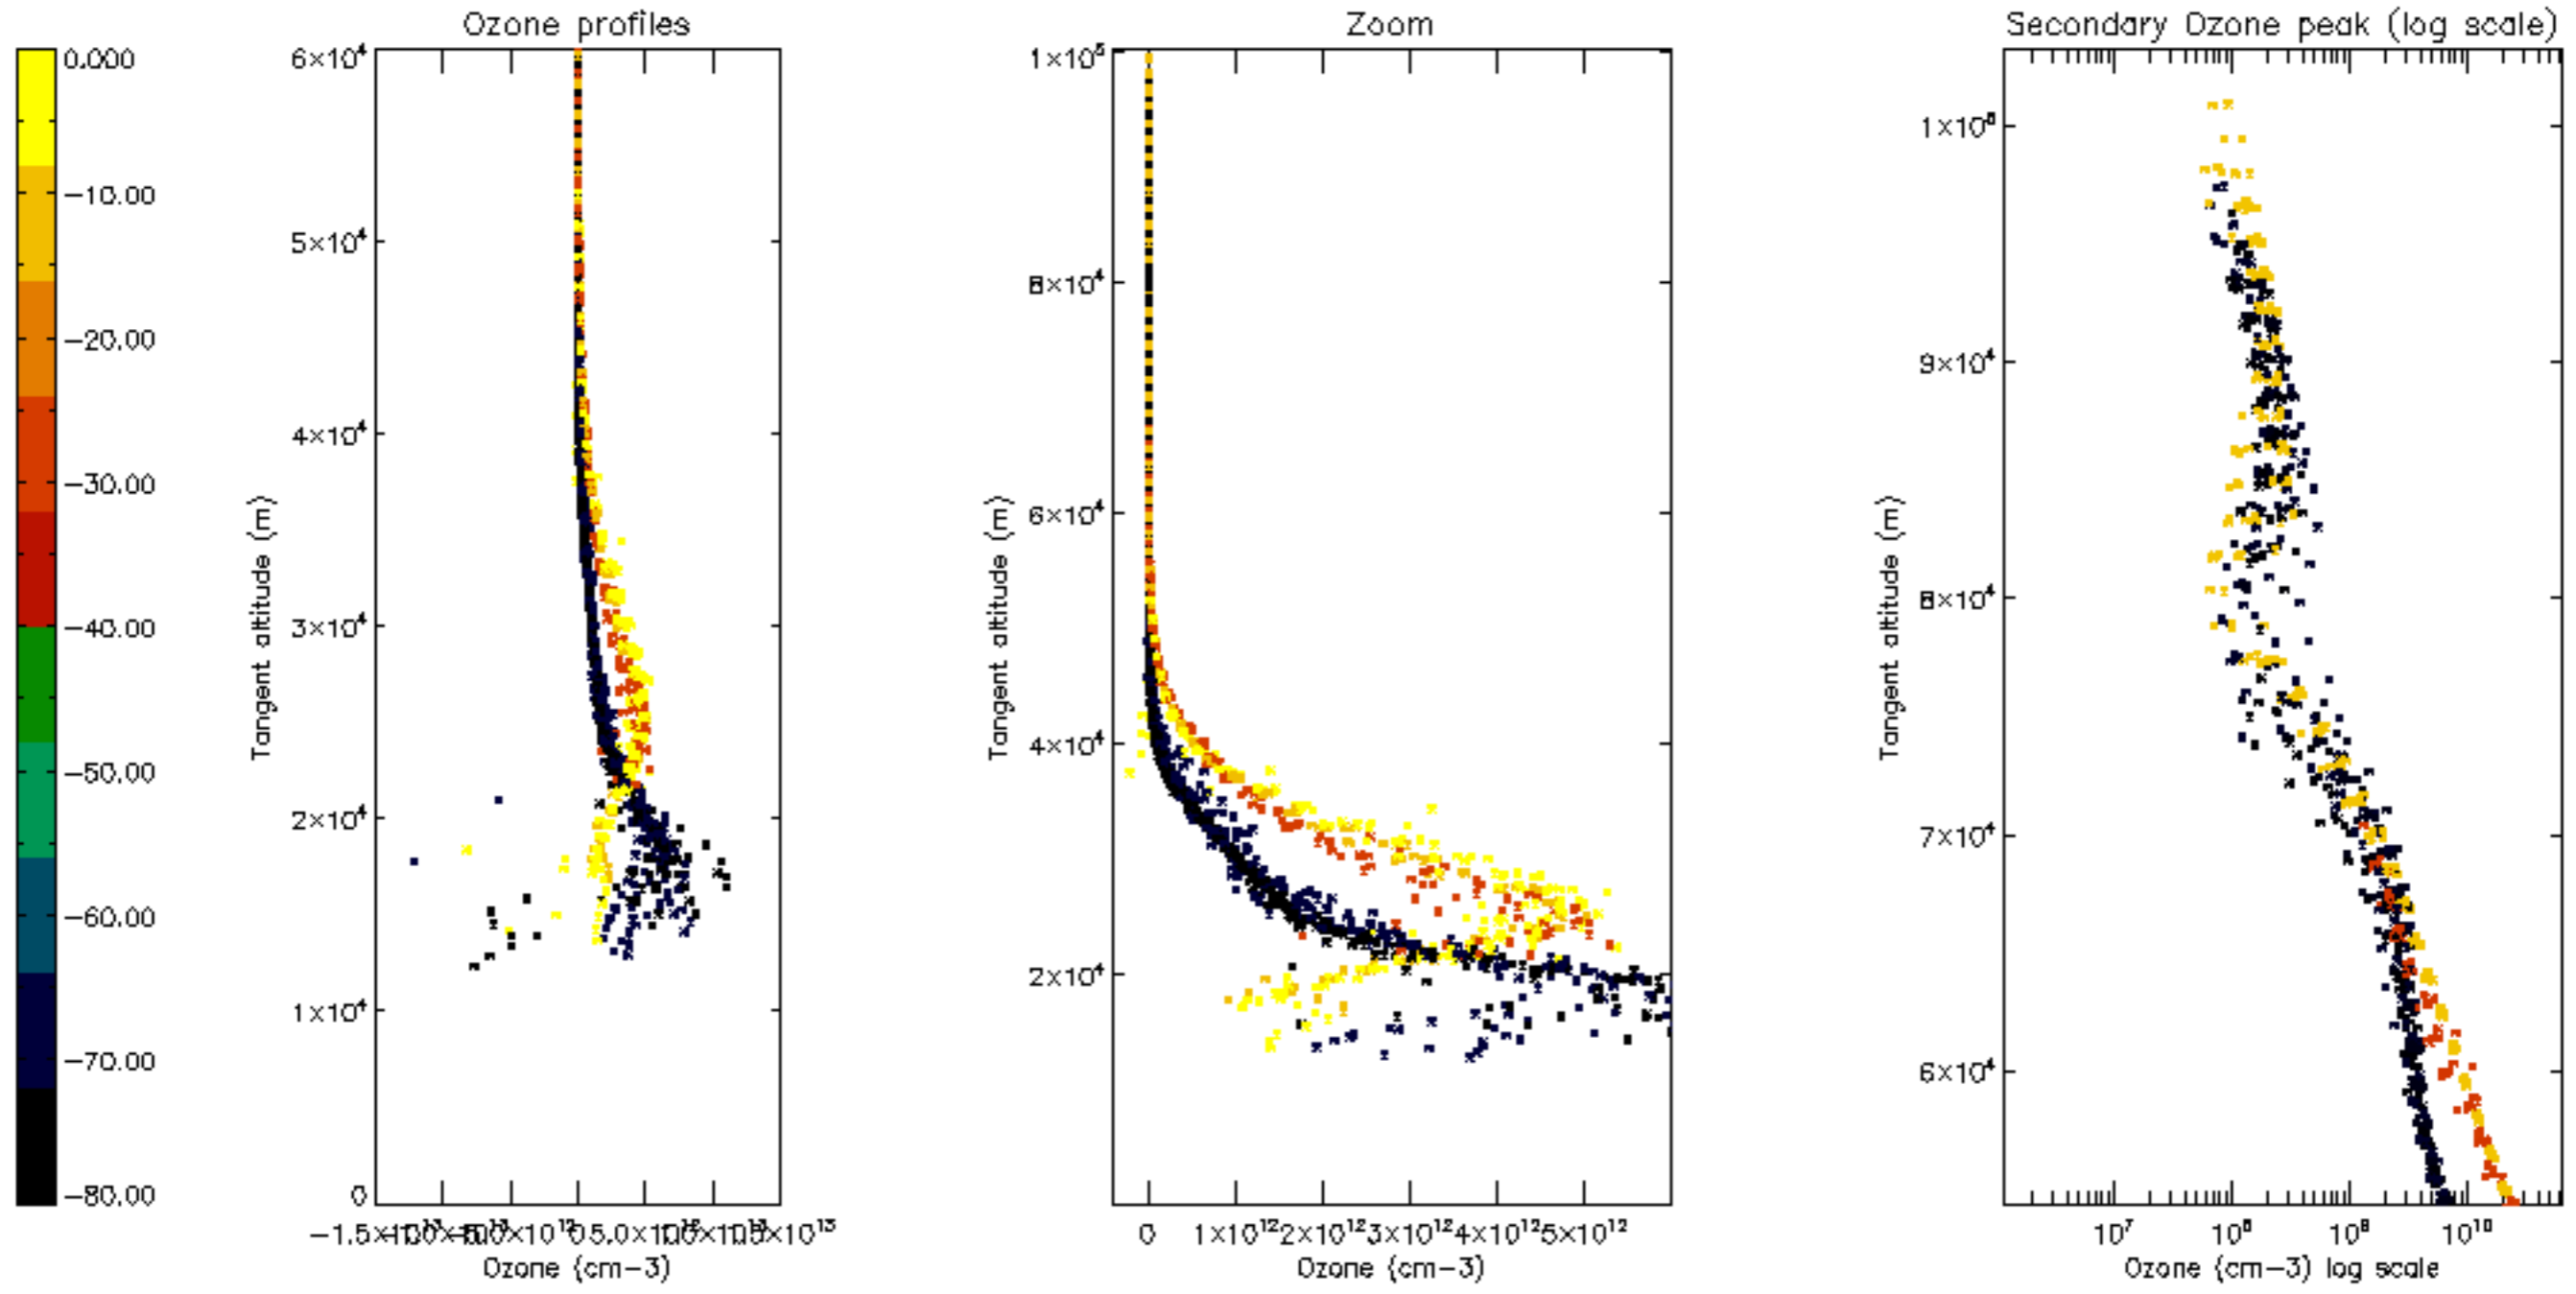 Ozone profiles
Zoom
Secondary Ozone peak (log scale)
0.000
−10.00
−20.00
−30.00
−40.00
−50.00
−60.00
−70.00
−80.00
6×10⁴
5×10⁴
4×10⁴
3×10⁴
2×10⁴
1×10⁴
0
Tangent altitude (m)
Ozone (cm−3)
1×10⁵
8×10⁴
6×10⁴
4×10⁴
2×10⁴
Tangent altitude (m)
0 1×10¹² 2×10¹² 3×10¹² 4×10¹² 5×10¹²
Ozone (cm−3)
1×10⁵
9×10⁴
8×10⁴
7×10⁴
6×10⁴
Tangent altitude (m)
10⁷ 10⁸ 10⁹ 10¹⁰
Ozone (cm−3) log scale